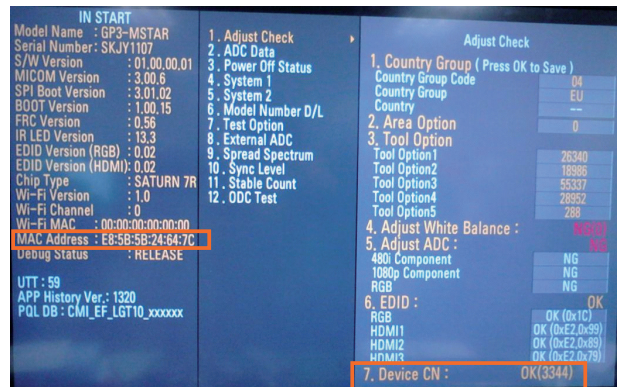 IN START
Model Name : GP3-MSTAR
Serial Number : SKJY1107
S/W Version : 01,00,00,01
MICOM Version : 3,00,6
SPI Boot Version : 3,01,02
BOOT Version : 1,00,15
FRC Version : 0,56
IR LED Version : 13,3
EDID Version (RGB) : 0,02
EDID Version (HDMI): 0,02
Chip Type : SATURN 7R
Wi-Fi Version : 1,0
Wi-Fi Channel : 0
Wi-Fi MAC : 00:00:00:00:00:00
MAC Address : E8:5B:5B:24:64:7C
Debug Status : RELEASE
UTT : 59
APP History Ver.: 1320
PQL DB : CMI_EF_LGT10_xxxxxx
1 . Adjust Check
2 . ADC Data
3 . Power Off Status
4 . System 1
5 . System 2
6 . Model Number D/L
7 . Test Option
8 . External ADC
9 . Spread Spectrum
10 . Sync Level
11 . Stable Count
12 . ODC Test
Adjust Check
1. Country Group ( Press OK to Save )
Country Group Code 04
Country Group EU
Country --
2. Area Option 0
3. Tool Option
Tool Option1 26340
Tool Option2 18986
Tool Option3 55337
Tool Option4 28952
Tool Option5 288
4. Adjust White Balance :
5. Adjust ADC : NG
480i Component NG
1080p Component NG
RGB NG
6. EDID : OK
RGB OK (0x1C)
HDMI1 OK (0xE2,0x99)
HDMI2 OK (0xE2,0x89)
HDMI3 OK (0xE2,0x79)
7. Device CN : OK(3344)